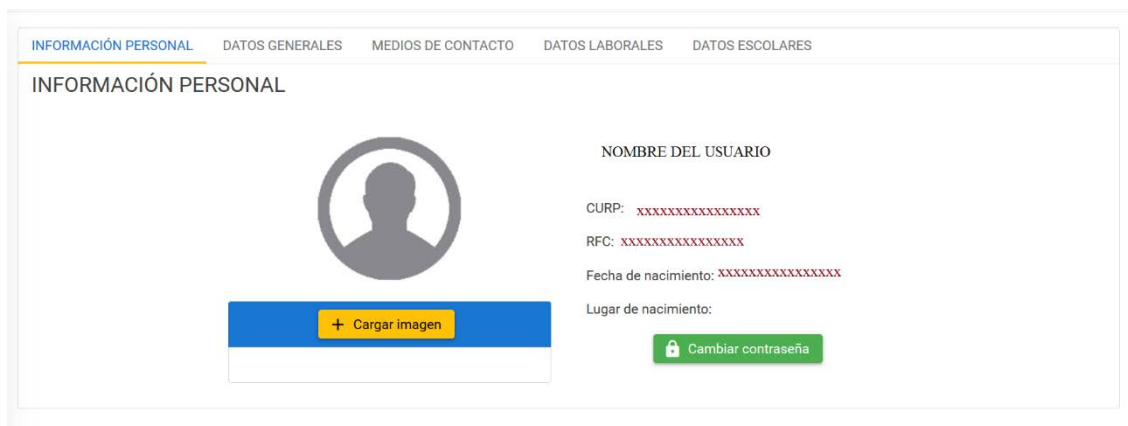 INFORMACIÓN PERSONAL DATOS GENERALES MEDIOS DE CONTACTO DATOS LABORALES DATOS ESCOLARES
INFORMACIÓN PERSONAL
NOMBRE DEL USUARIO
CURP: xxxxxxxxxxxxxxxx
RFC: xxxxxxxxxxxxxxxx
Fecha de nacimiento: xxxxxxxxxxxxxxxx
Lugar de nacimiento:
+ Cargar imagen
Cambiar contraseña